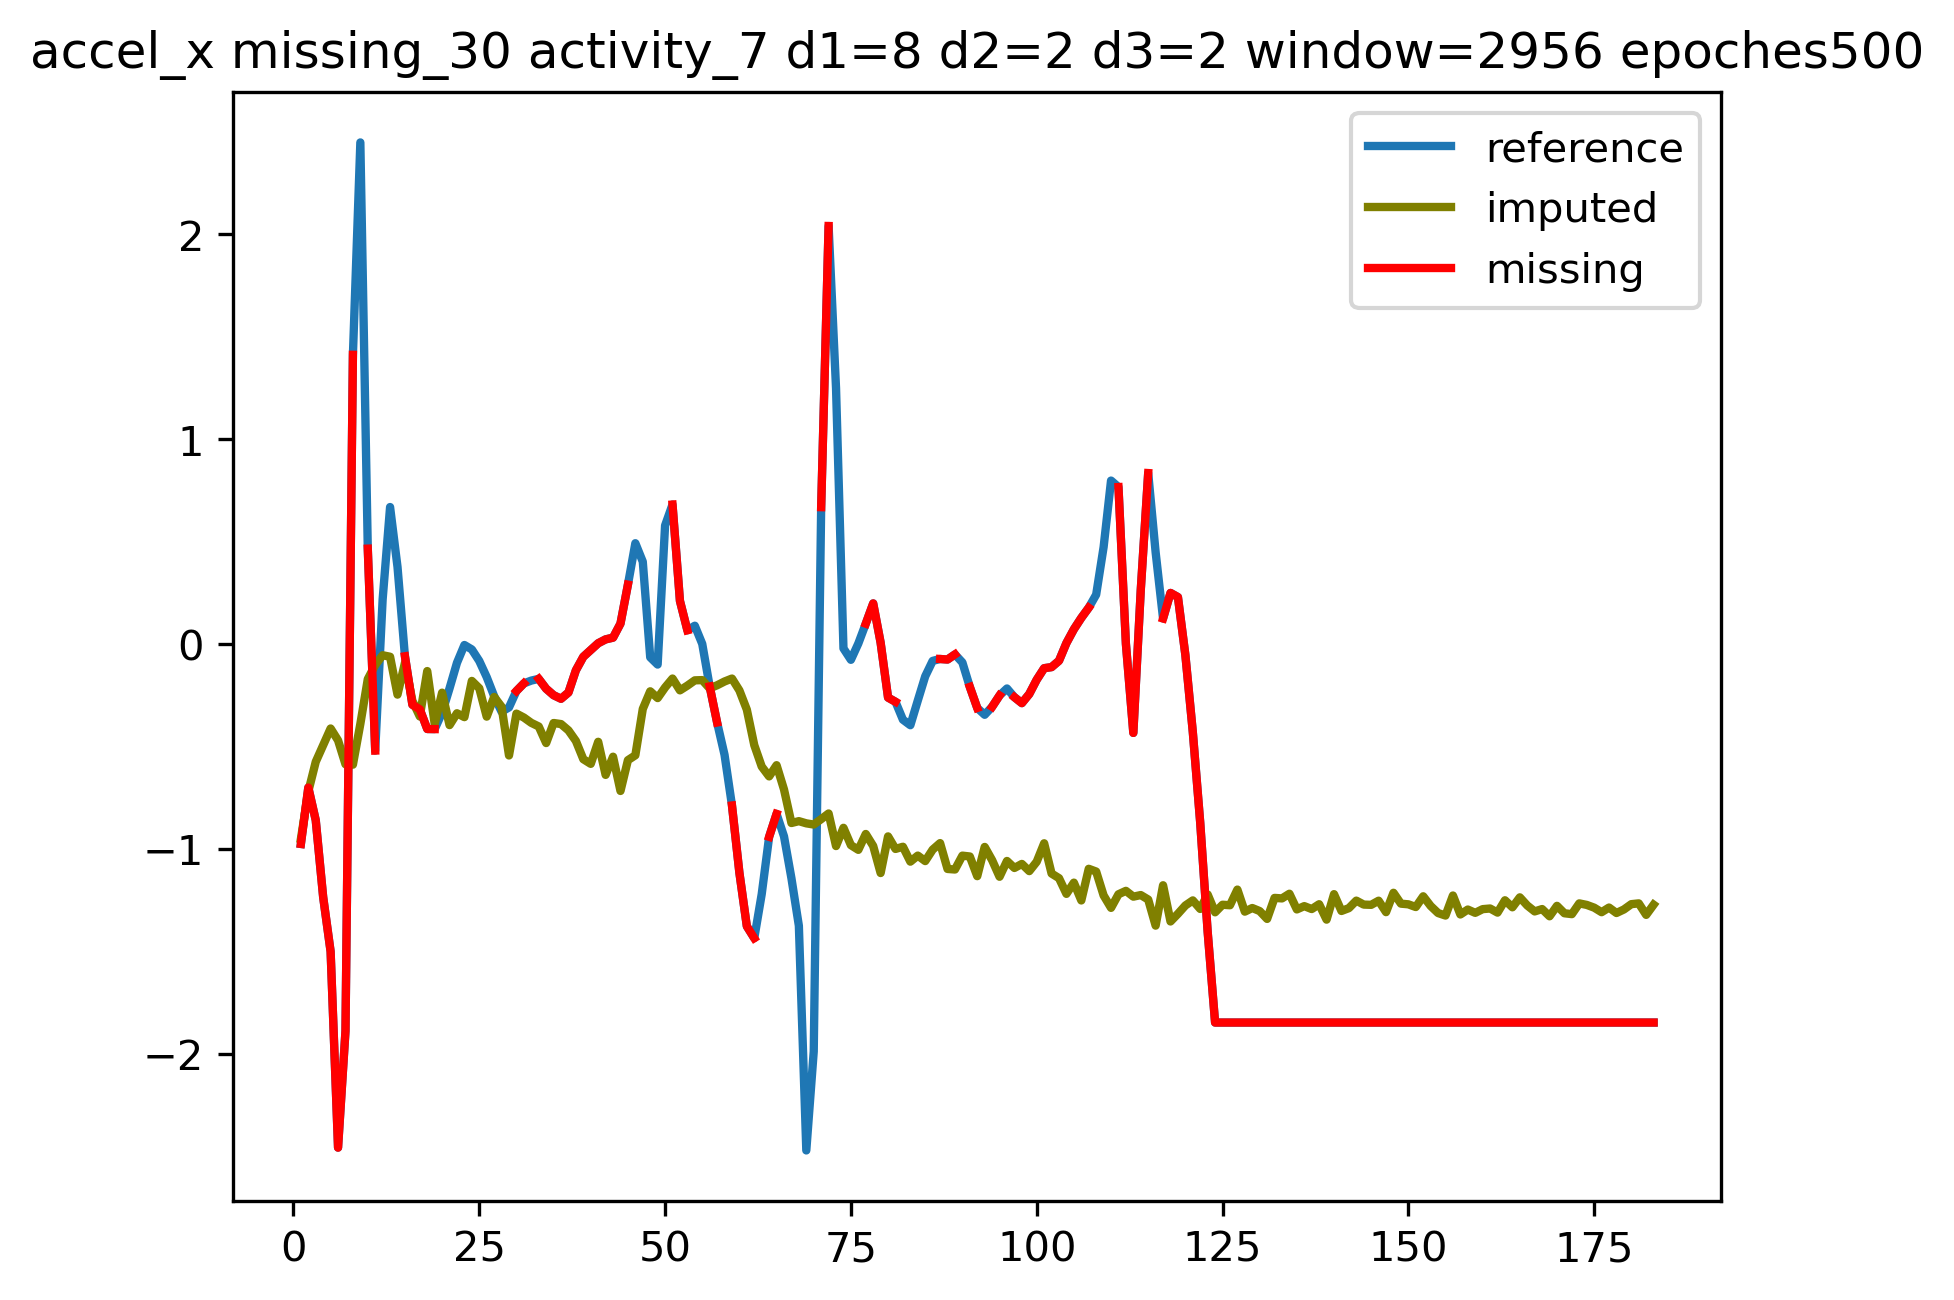 accel_x missing_30 activity_7 d1=8 d2=2 d3=2 window=2956 epoches500
reference
imputed
missing
2
1
0
−1
−2
0 25 50 75 100 125 150 175